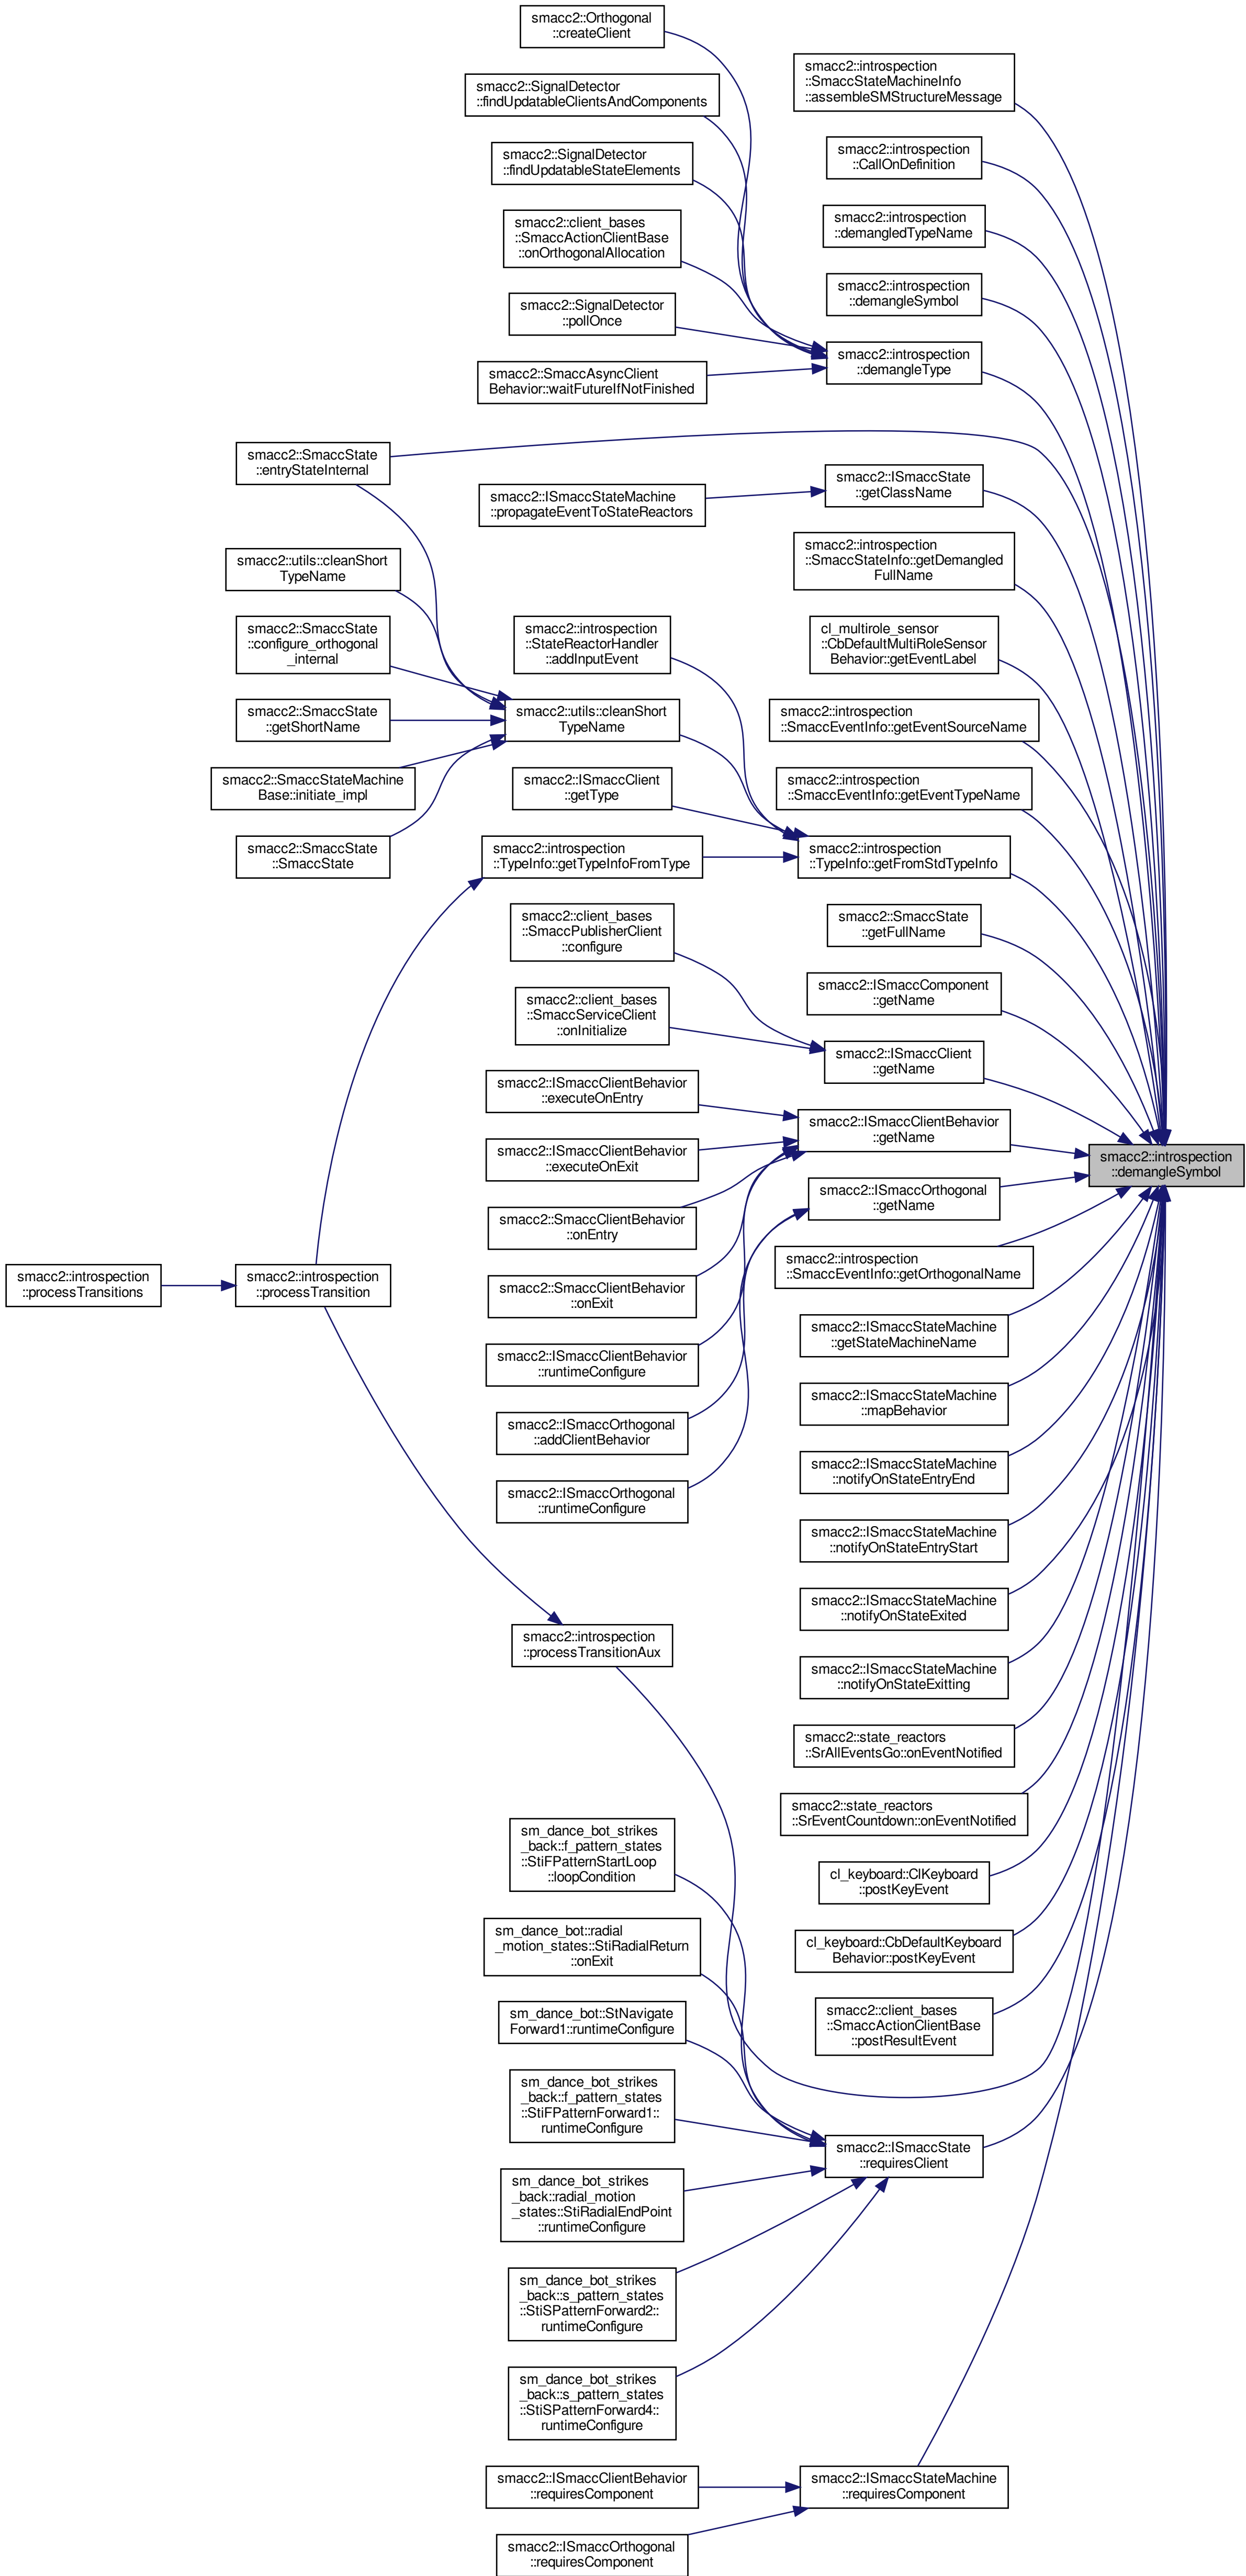 smacc2::Orthogonal
::createClient
smacc2::SignalDetector
::findUpdatableClientsAndComponents
smacc2::SignalDetector
::findUpdatableStateElements
smacc2::client_bases
::SmaccActionClientBase
::onOrthogonalAllocation
smacc2::SignalDetector
::pollOnce
smacc2::SmaccAsyncClient
Behavior::waitFutureIfNotFinished
smacc2::introspection
::SmaccStateMachineInfo
::assembleSMStructureMessage
smacc2::introspection
::CallOnDefinition
smacc2::introspection
::demangledTypeName
smacc2::introspection
::demangleSymbol
smacc2::introspection
::demangleType
smacc2::SmaccState
::entryStateInternal
smacc2::utils::cleanShort
TypeName
smacc2::SmaccState
::configure_orthogonal
_internal
smacc2::SmaccState
::getShortName
smacc2::SmaccStateMachine
Base::initiate_impl
smacc2::SmaccState
::SmaccState
smacc2::ISmaccStateMachine
::propagateEventToStateReactors
smacc2::introspection
::StateReactorHandler
::addInputEvent
smacc2::utils::cleanShort
TypeName
smacc2::ISmaccClient
::getType
smacc2::introspection
::TypeInfo::getTypeInfoFromType
smacc2::ISmaccState
::getClassName
smacc2::introspection
::SmaccStateInfo::getDemangled
FullName
cl_multirole_sensor
::CbDefaultMultiRoleSensor
Behavior::getEventLabel
smacc2::introspection
::SmaccEventInfo::getEventSourceName
smacc2::introspection
::SmaccEventInfo::getEventTypeName
smacc2::introspection
::TypeInfo::getFromStdTypeInfo
smacc2::SmaccState
::getFullName
smacc2::ISmaccComponent
::getName
smacc2::ISmaccClient
::getName
smacc2::ISmaccClientBehavior
::getName
smacc2::ISmaccOrthogonal
::getName
smacc2::introspection
::SmaccEventInfo::getOrthogonalName
smacc2::client_bases
::SmaccPublisherClient
::configure
smacc2::client_bases
::SmaccServiceClient
::onInitialize
smacc2::ISmaccClientBehavior
::executeOnEntry
smacc2::ISmaccClientBehavior
::executeOnExit
smacc2::SmaccClientBehavior
::onEntry
smacc2::SmaccClientBehavior
::onExit
smacc2::ISmaccClientBehavior
::runtimeConfigure
smacc2::ISmaccOrthogonal
::addClientBehavior
smacc2::ISmaccOrthogonal
::runtimeConfigure
smacc2::introspection
::demangleSymbol
smacc2::introspection
::processTransitions
smacc2::introspection
::processTransition
smacc2::introspection
::processTransitionAux
smacc2::ISmaccStateMachine
::getStateMachineName
smacc2::ISmaccStateMachine
::mapBehavior
smacc2::ISmaccStateMachine
::notifyOnStateEntryEnd
smacc2::ISmaccStateMachine
::notifyOnStateEntryStart
smacc2::ISmaccStateMachine
::notifyOnStateExited
smacc2::ISmaccStateMachine
::notifyOnStateExitting
smacc2::state_reactors
::SrAllEventsGo::onEventNotified
smacc2::state_reactors
::SrEventCountdown::onEventNotified
cl_keyboard::ClKeyboard
::postKeyEvent
cl_keyboard::CbDefaultKeyboard
Behavior::postKeyEvent
smacc2::client_bases
::SmaccActionClientBase
::postResultEvent
sm_dance_bot_strikes
_back::f_pattern_states
::StiFPatternStartLoop
::loopCondition
sm_dance_bot::radial
_motion_states::StiRadialReturn
::onExit
sm_dance_bot::StNavigate
Forward1::runtimeConfigure
sm_dance_bot_strikes
_back::f_pattern_states
::StiFPatternForward1::
runtimeConfigure
sm_dance_bot_strikes
_back::radial_motion
_states::StiRadialEndPoint
::runtimeConfigure
sm_dance_bot_strikes
_back::s_pattern_states
::StiSPatternForward2::
runtimeConfigure
sm_dance_bot_strikes
_back::s_pattern_states
::StiSPatternForward4::
runtimeConfigure
smacc2::ISmaccState
::requiresClient
smacc2::ISmaccClientBehavior
::requiresComponent
smacc2::ISmaccStateMachine
::requiresComponent
smacc2::ISmaccOrthogonal
::requiresComponent